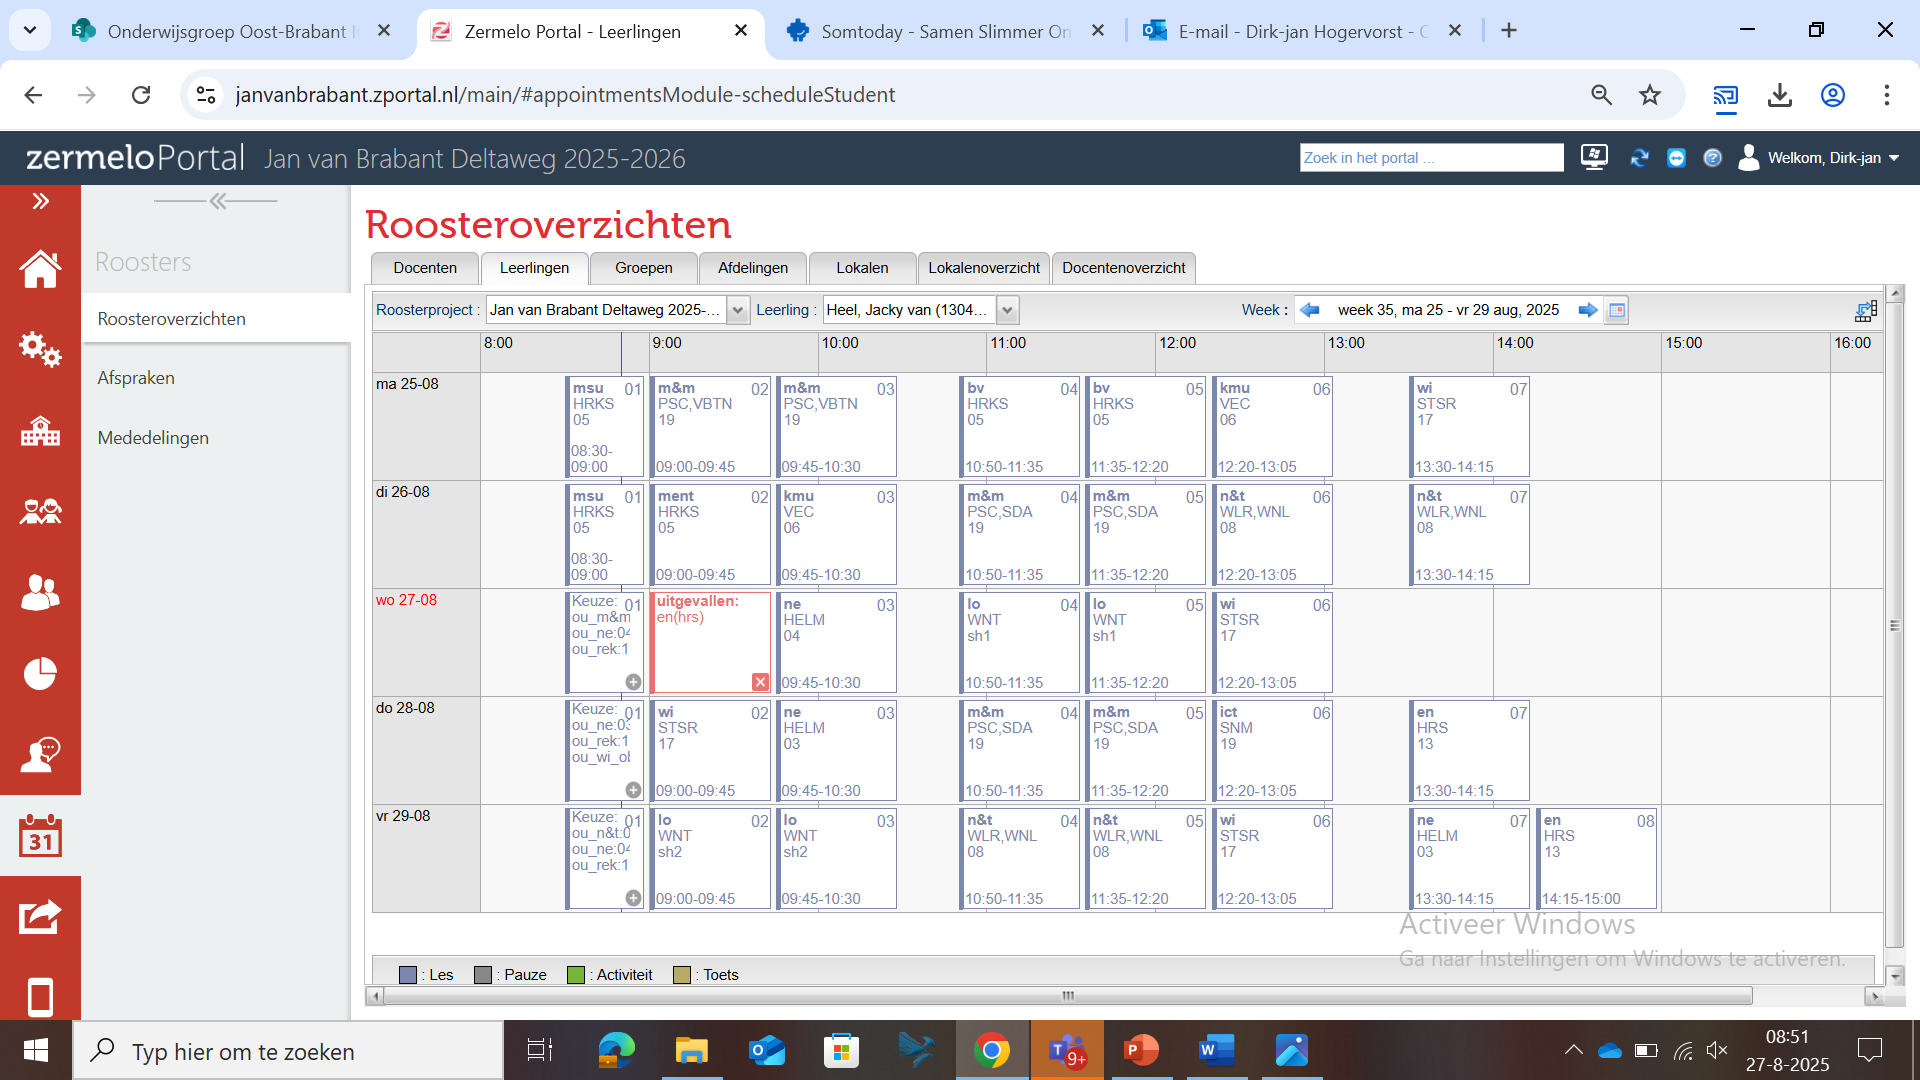 Onderwijsgroep Oost-Brabant I
Zermelo Portal - Leerlingen
Somtoday - Samen Slimmer On
E-mail - Dirk-jan Hogervorst -
janvanbrabant.zportal.nl/main/#appointmentsModule-scheduleStudent
zermeloPortal Jan van Brabant Deltaweg 2025-2026
Zoek in het portal ...
Welkom, Dirk-jan
Roosters
Roosteroverzichten
Afspraken
Mededelingen
31
Roosteroverzichten
Docenten Leerlingen Groepen Afdelingen Lokalen Lokalenoverzicht Docentenoverzicht
Roosterproject : Jan van Brabant Deltaweg 2025-... Leerling : Heel, Jacky van (1304... Week : week 35, ma 25 - vr 29 aug, 2025
8:00 9:00 10:00 11:00 12:00 13:00 14:00 15:00 16:00
ma 25-08
msu 01
HRKS
05
08:30-
09:00
m&m 02
PSC,VBTN
19
09:00-09:45
m&m 03
PSC,VBTN
19
09:45-10:30
bv 04
HRKS
05
10:50-11:35
bv 05
HRKS
05
11:35-12:20
kmu 06
VEC
06
12:20-13:05
wi 07
STSR
17
13:30-14:15
di 26-08
msu 01
HRKS
05
08:30-
09:00
ment 02
HRKS
05
09:00-09:45
kmu 03
VEC
06
09:45-10:30
m&m 04
PSC,SDA
19
10:50-11:35
m&m 05
PSC,SDA
19
11:35-12:20
n&t 06
WLR,WNL
08
12:20-13:05
n&t 07
WLR,WNL
08
13:30-14:15
wo 27-08
Keuze: 01
ou_m&m
ou_ne:04
ou_rek:1
uitgevallen:
en(hrs)
ne 03
HELM
04
09:45-10:30
lo 04
WNT
sh1
10:50-11:35
lo 05
WNT
sh1
11:35-12:20
wi 06
STSR
17
12:20-13:05
do 28-08
Keuze: 01
ou_ne:03
ou_rek:1
ou_wi_ol
wi 02
STSR
17
09:00-09:45
ne 03
HELM
03
09:45-10:30
m&m 04
PSC,SDA
19
10:50-11:35
m&m 05
PSC,SDA
19
11:35-12:20
ict 06
SNM
19
12:20-13:05
en 07
HRS
13
13:30-14:15
vr 29-08
Keuze: 01
ou_n&t:0
ou_ne:04
ou_rek:1
lo 02
WNT
sh2
09:00-09:45
lo 03
WNT
sh2
09:45-10:30
n&t 04
WLR,WNL
08
10:50-11:35
n&t 05
WLR,WNL
08
11:35-12:20
wi 06
STSR
17
12:20-13:05
ne 07
HELM
03
13:30-14:15
en 08
HRS
13
14:15-15:00
Activeer Windows
Ga naar Instellingen om Windows te activeren.
: Les : Pauze : Activiteit : Toets
Typ hier om te zoeken
9+
08:51
27-8-2025